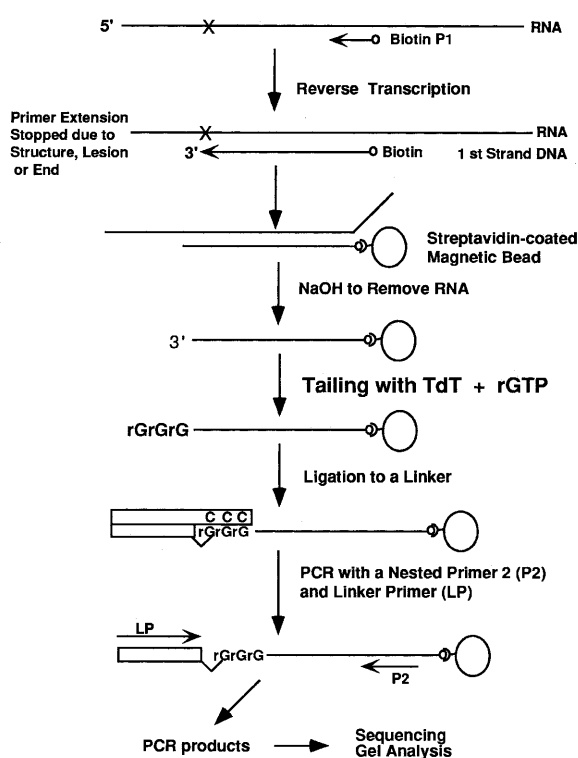 5' X RNA
Biotin P1
Reverse Transcription
Primer Extension
Stopped due to
Structure, Lesion
or End
X RNA
3' Biotin 1 st Strand DNA
Streptavidin-coated
Magnetic Bead
NaOH to Remove RNA
3'
Tailing with TdT + rGTP
rGrGrG
Ligation to a Linker
C C C
rGrGrG
PCR with a Nested Primer 2 (P2)
and Linker Primer (LP)
LP
rGrGrG
P2
PCR products
Sequencing
Gel Analysis